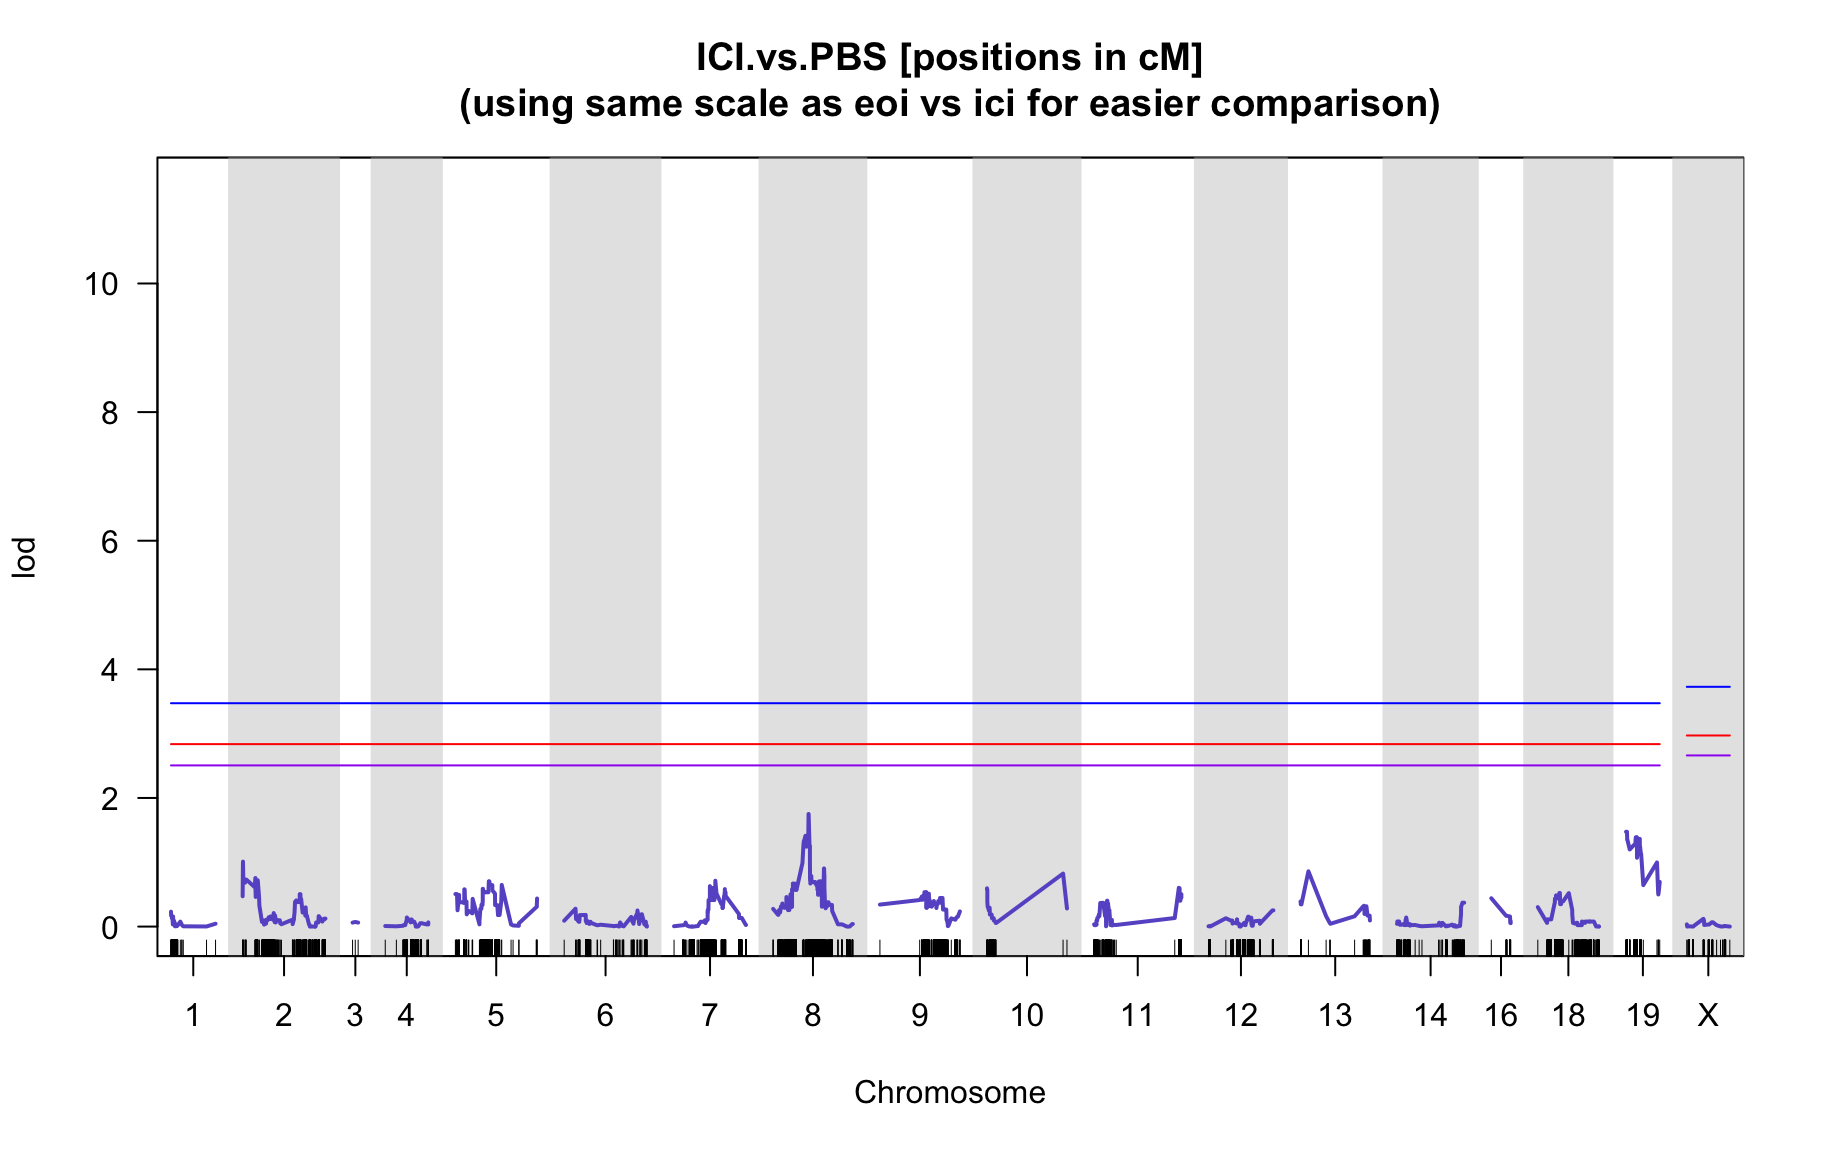 ICI.vs.PBS [positions in cM]
(using same scale as eoi vs ici for easier comparison)
10
8
6
4
2
0
lod
1 2 3 4 5 6 7 8 9 10 11 12 13 14 16 18 19 X
Chromosome